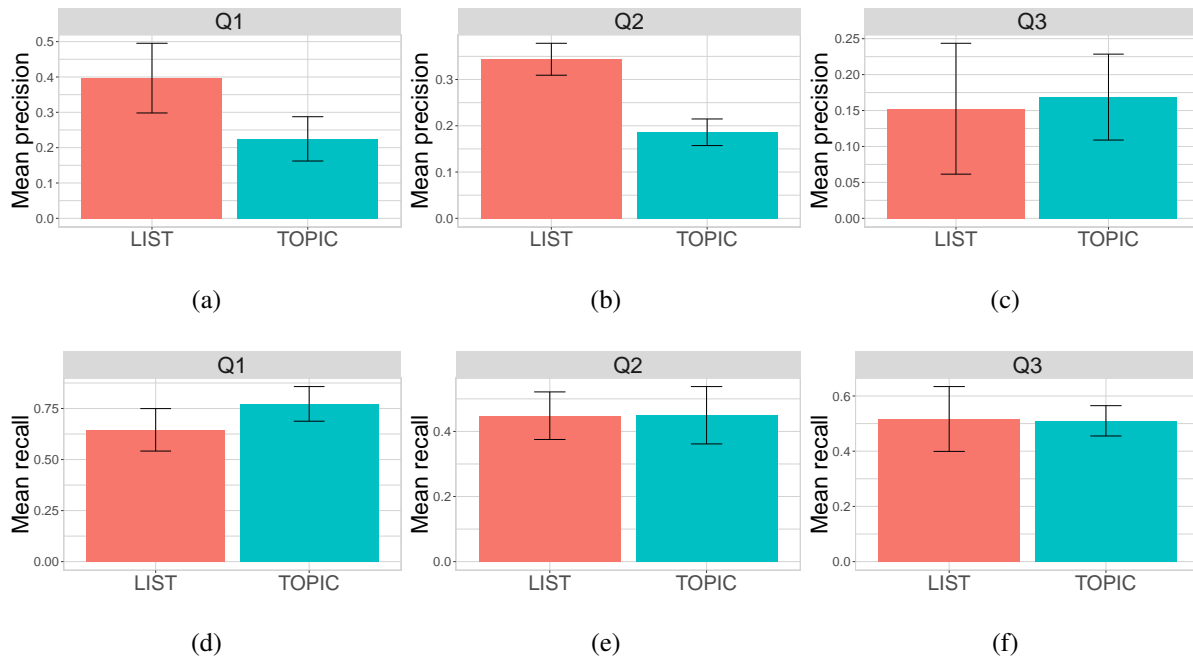 Q1
Mean precision
0.5
0.4
0.3
0.2
0.1
0.0
LIST TOPIC
(a)
Q2
Mean precision
0.3
0.2
0.1
0.0
LIST TOPIC
(b)
Q3
Mean precision
0.25
0.20
0.15
0.10
0.05
0.00
LIST TOPIC
(c)
Q1
Mean recall
0.75
0.50
0.25
0.00
LIST TOPIC
(d)
Q2
Mean recall
0.4
0.2
0.0
LIST TOPIC
(e)
Q3
Mean recall
0.6
0.4
0.2
0.0
LIST TOPIC
(f)